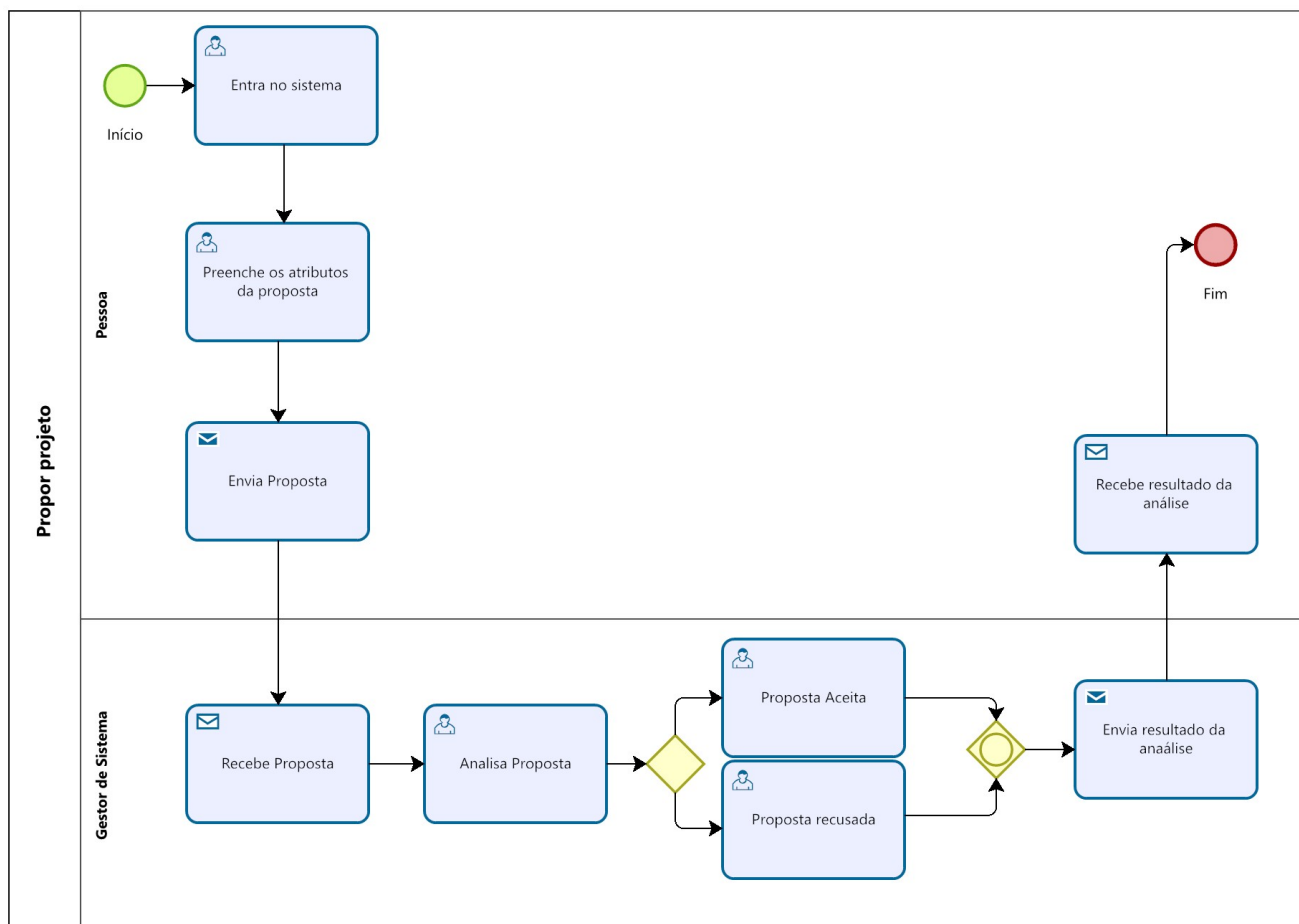 Propor projeto
Pessoa
Início
Entra no sistema
Preenche os atributos
da proposta
Envia Proposta
Fim
Recebe resultado da
análise
Gestor de Sistema
Recebe Proposta
Analisa Proposta
Proposta Aceita
Proposta recusada
Envia resultado da
anaálise